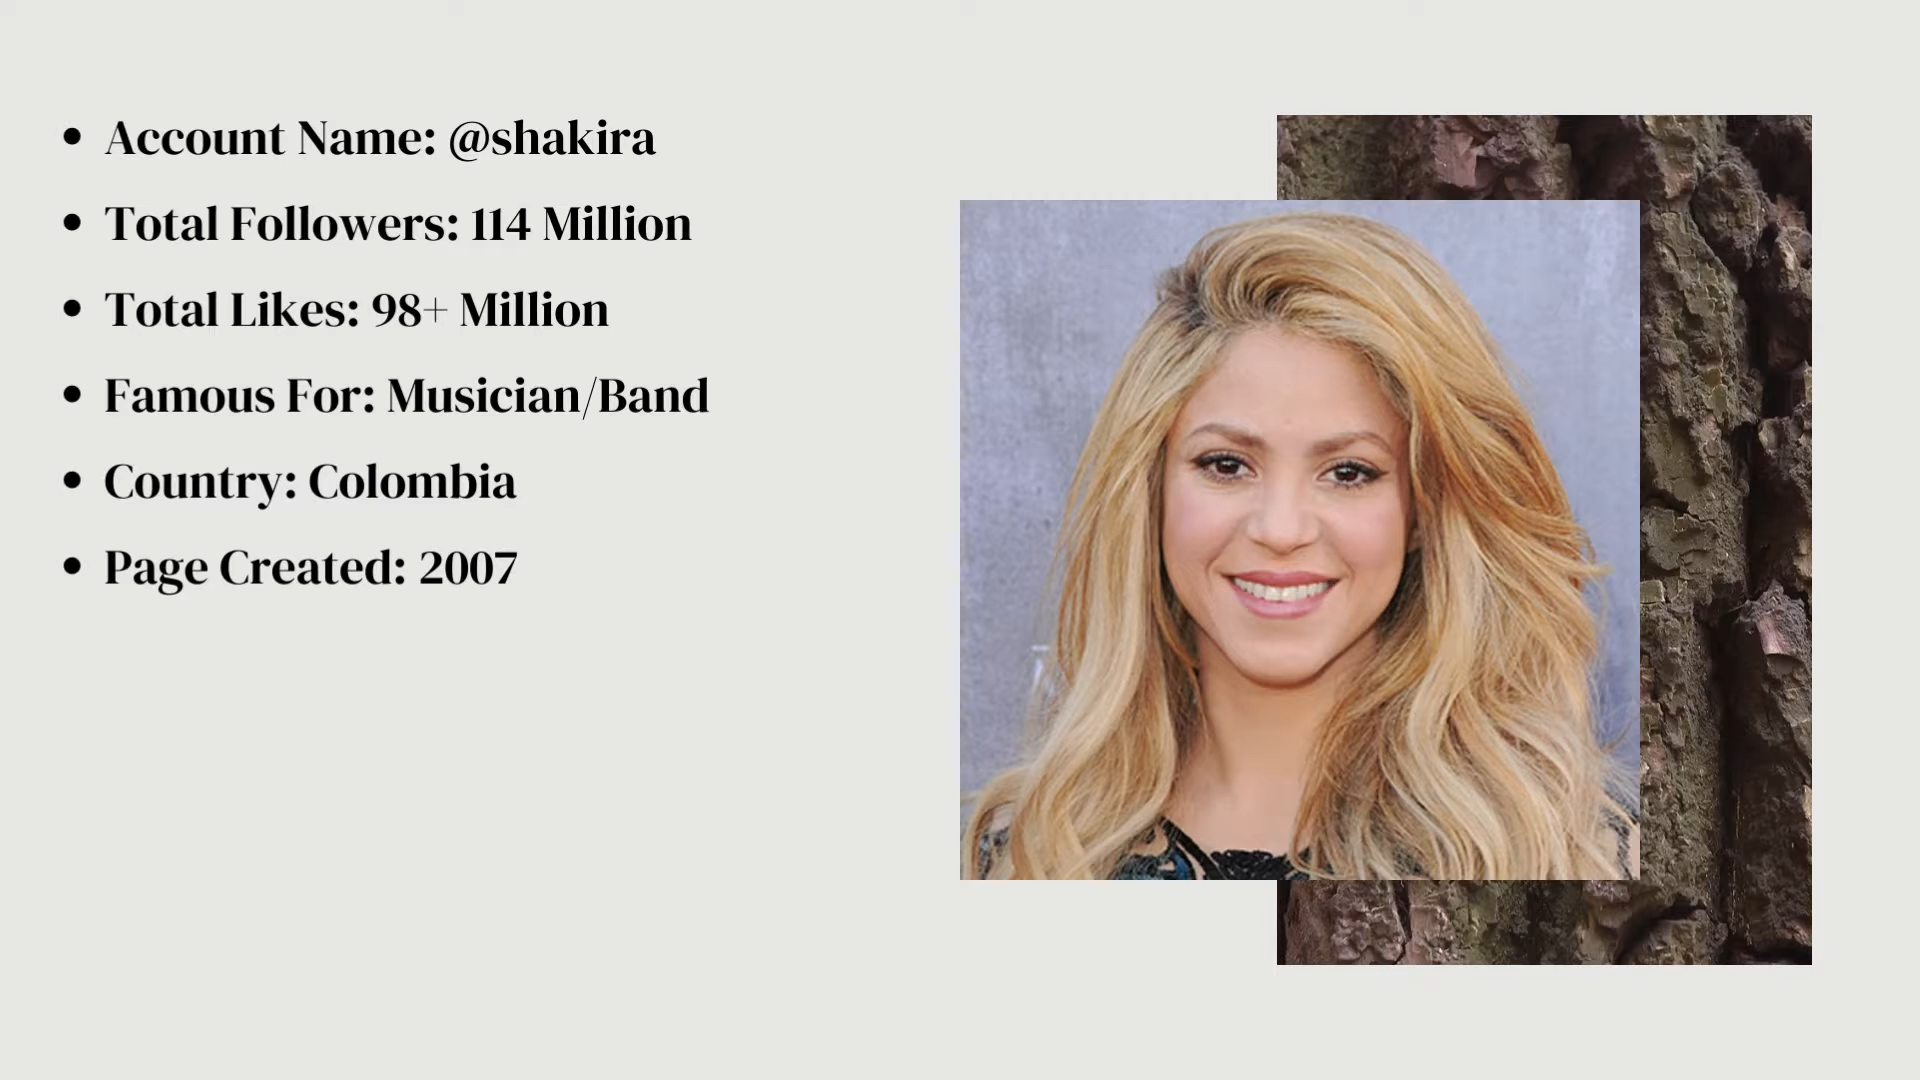 • Account Name: @shakira
• Total Followers: 114 Million
• Total Likes: 98+ Million
• Famous For: Musician/Band
• Country: Colombia
• Page Created: 2007